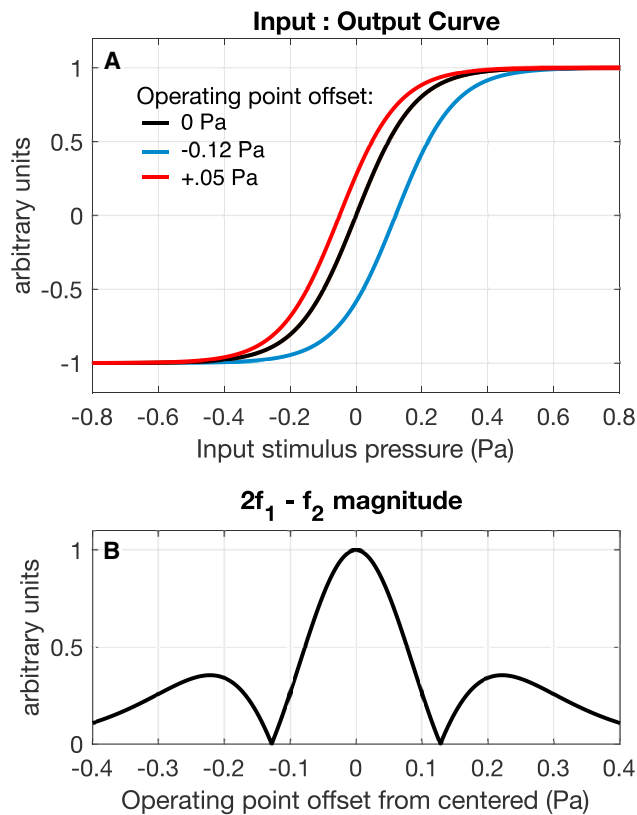 Input : Output Curve
A
Operating point offset:
0 Pa
-0.12 Pa
+.05 Pa
arbitrary units
1
0.5
0
-0.5
-1
-0.8 -0.6 -0.4 -0.2 0 0.2 0.4 0.6 0.8
Input stimulus pressure (Pa)
2f1 - f2 magnitude
B
arbitrary units
1
0.5
0
-0.4 -0.3 -0.2 -0.1 0 0.1 0.2 0.3 0.4
Operating point offset from centered (Pa)